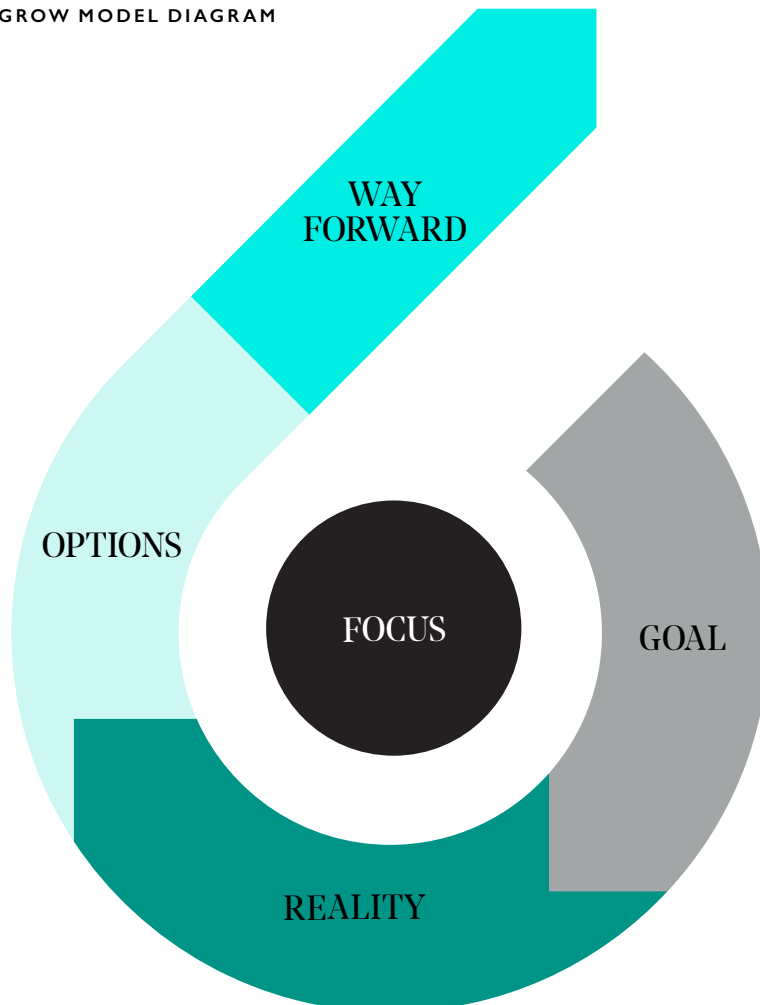 GROW MODEL DIAGRAM
WAY
FORWARD
OPTIONS
FOCUS
GOAL
REALITY